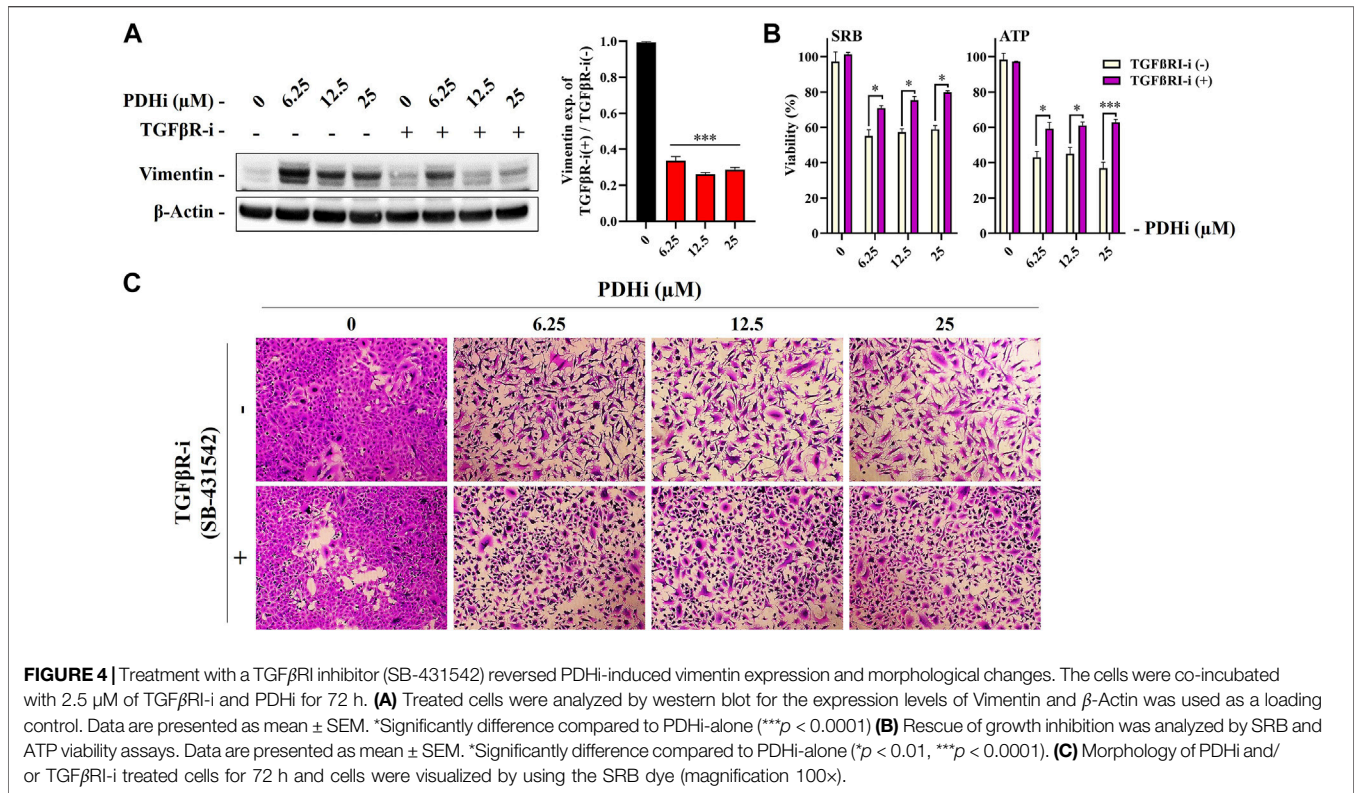 A
PDHi (μM) - 0 6.25 12.5 25 0 6.25 12.5 25
TGFβR-i - - - - - + + + +
Vimentin -
β-Actin -
Vimentin exp. of
TGFβR-i(+) / TGFβR-i(-)
1.0
0.8
0.6
0.4
0.2
0.0
***
0 6.25 12.5 25
B
SRB
Viability (%)
100
80
60
40
20
0
* * *
0 6.25 12.5 25
ATP
100
80
60
40
20
0
* * ***
0 6.25 12.5 25
- PDHi (μM)
TGFßRI-i (-)
TGFßRI-i (+)
C
PDHi (μM)
0 6.25 12.5 25
TGFβR-i
(SB-431542)
-
+
FIGURE 4 | Treatment with a TGFβRI inhibitor (SB-431542) reversed PDHi-induced vimentin expression and morphological changes. The cells were co-incubated
with 2.5 μM of TGFβRI-i and PDHi for 72 h. (A) Treated cells were analyzed by western blot for the expression levels of Vimentin and β-Actin was used as a loading
control. Data are presented as mean ± SEM. *Significantly difference compared to PDHi-alone (***p < 0.0001) (B) Rescue of growth inhibition was analyzed by SRB and
ATP viability assays. Data are presented as mean ± SEM. *Significantly difference compared to PDHi-alone (*p < 0.01, ***p < 0.0001). (C) Morphology of PDHi and/
or TGFβRI-i treated cells for 72 h and cells were visualized by using the SRB dye (magnification 100×).